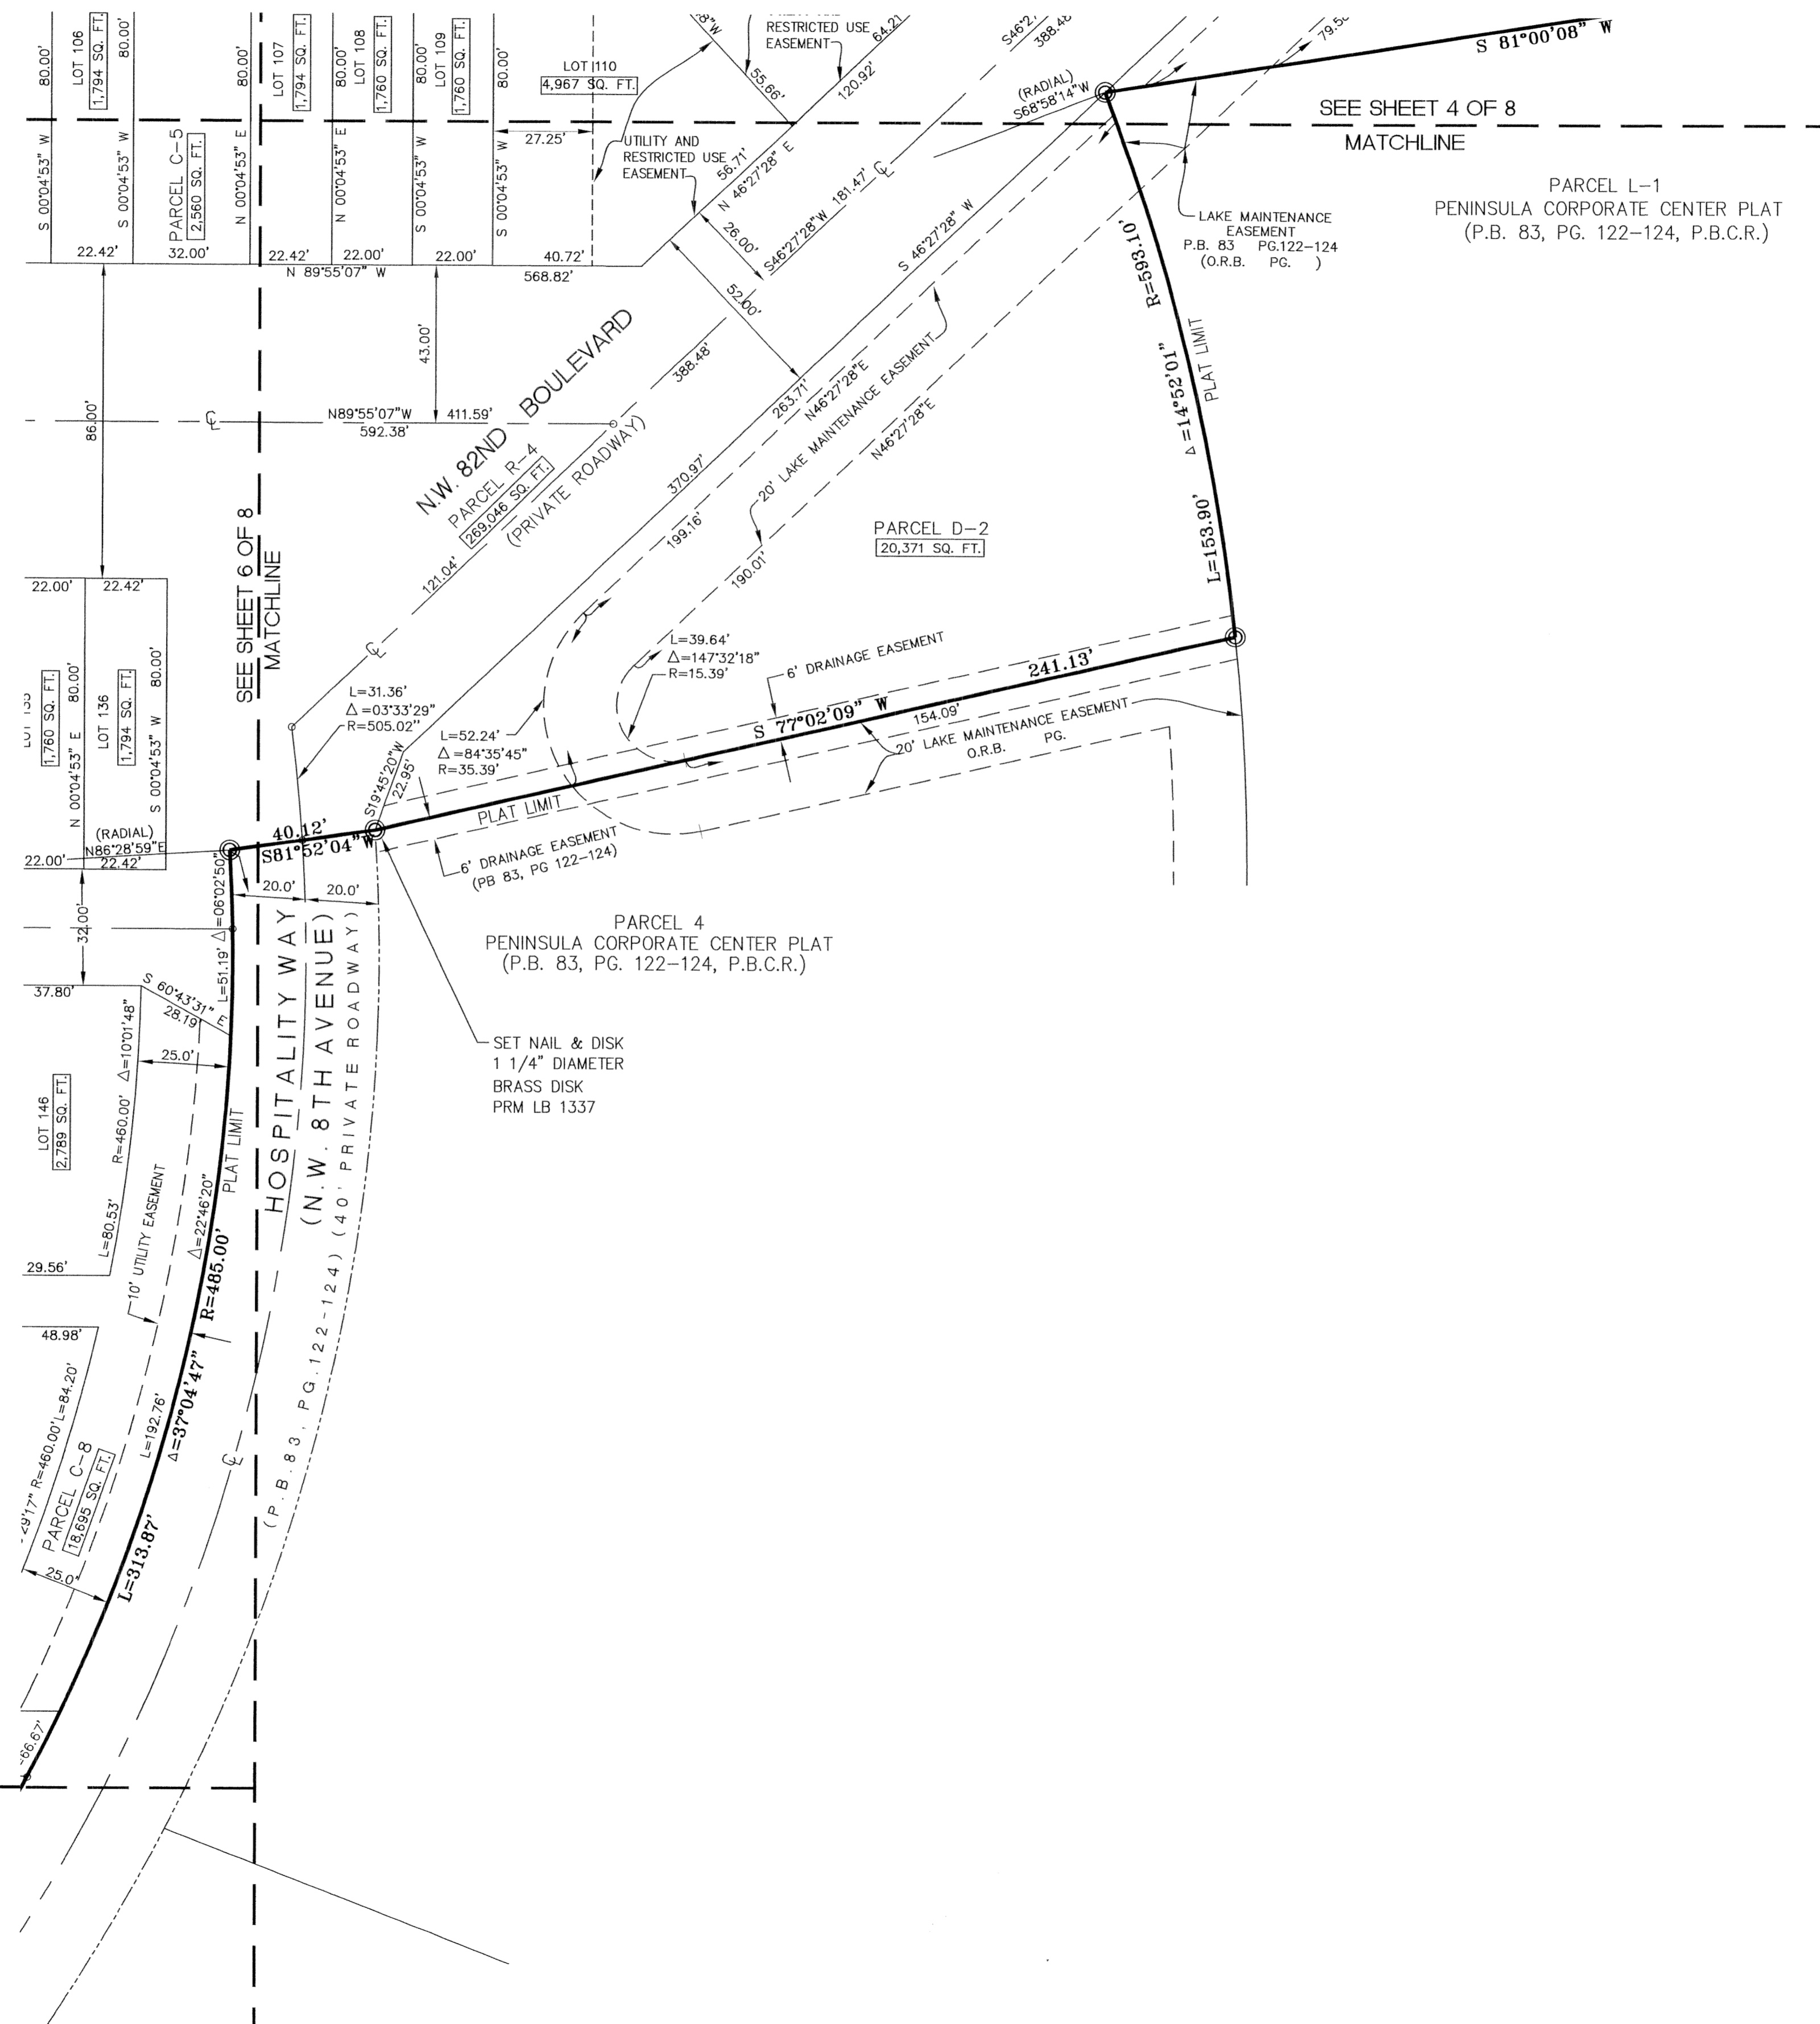 S 00°04'53" W 80.00'
LOT 106
1,794 SQ. FT.
S 00°04'53" W 80.00'
PARCEL C-5
2,560 SQ. FT.
N 00°04'53" E 80.00'
LOT 107
1,794 SQ. FT.
N 00°04'53" E 80.00'
LOT 108
1,760 SQ. FT.
S 00°04'53" W 80.00'
LOT 109
1,760 SQ. FT.
S 00°04'53" W 80.00'
LOT 110
4,967 SQ. FT.
27.25'
8"W
55.66'
RESTRICTED USE
EASEMENT
64.21
120.92'
UTILITY AND
RESTRICTED USE
EASEMENT
56.71'
N 46°27'28" E
26.00'
S46°27'28"W 181.47'
℄
S46°27'
388.48
(RADIAL)
S68°58'14"W
79.5
S 81°00'08" W
SEE SHEET 4 OF 8
MATCHLINE
PARCEL L-1
PENINSULA CORPORATE CENTER PLAT
(P.B. 83, PG. 122-124, P.B.C.R.)
LAKE MAINTENANCE
EASEMENT
P.B. 83 PG.122-124
(O.R.B. PG. )
22.42'
32.00'
22.42'
22.00'
22.00'
40.72'
N 89°55'07" W
568.82'
86.00'
43.00'
52.00'
388.48'
S 46°27'28" W
R=593.10'
Δ=14°52'01"
L=153.90'
PLAT LIMIT
℄
N89°55'07"W 411.59'
592.38'
N.W. 82ND BOULEVARD
PARCEL R-4
269,046 SQ. FT.
(PRIVATE ROADWAY)
263.71'
370.97'
N46°27'28"E
20' LAKE MAINTENANCE EASEMENT
N46°27'28"E
199.16'
190.01'
121.04'
℄
PARCEL D-2
20,371 SQ. FT.
SEE SHEET 6 OF 8
MATCHLINE
22.00'
22.42'
1,760 SQ. FT.
N 00°04'53" E 80.00'
LOT 136
1,794 SQ. FT.
S 00°04'53" W 80.00'
L=31.36'
Δ=03°33'29"
R=505.02''
L=39.64'
Δ=147°32'18"
R=15.39'
L=52.24'
Δ=84°35'45"
R=35.39'
6' DRAINAGE EASEMENT
241.13'
S 77°02'09" W
154.09'
20' LAKE MAINTENANCE EASEMENT
O.R.B. PG.
S19°45'20"W
22.95'
PLAT LIMIT
6' DRAINAGE EASEMENT
(PB 83, PG 122-124)
(RADIAL)
N86°28'59"E
22.00'
22.42'
40.12'
S81°52'04"W
20.0'
20.0'
32.00'
L=51.19' Δ=06°02'50"
PARCEL 4
PENINSULA CORPORATE CENTER PLAT
(P.B. 83, PG. 122-124, P.B.C.R.)
37.80'
S 60°43'31" E
28.19'
25.0'
SET NAIL & DISK
1 1/4" DIAMETER
BRASS DISK
PRM LB 1337
LOT 146
2,789 SQ. FT.
L=80.53' R=460.00' Δ=10°01'48"
10' UTILITY EASEMENT
PLAT LIMIT
Δ=22°46'20"
L=192.76'
HOSPITALITY WAY
(N.W. 8TH AVENUE)
(P.B.83, PG.122-124) (40' PRIVATE ROADWAY)
29.56'
48.98'
R=485.00'
Δ=37°04'47"
L=313.87'
℄
29'17" R=460.00' L=84.20'
PARCEL C-8
18,695 SQ. FT.
25.0'
66.67'